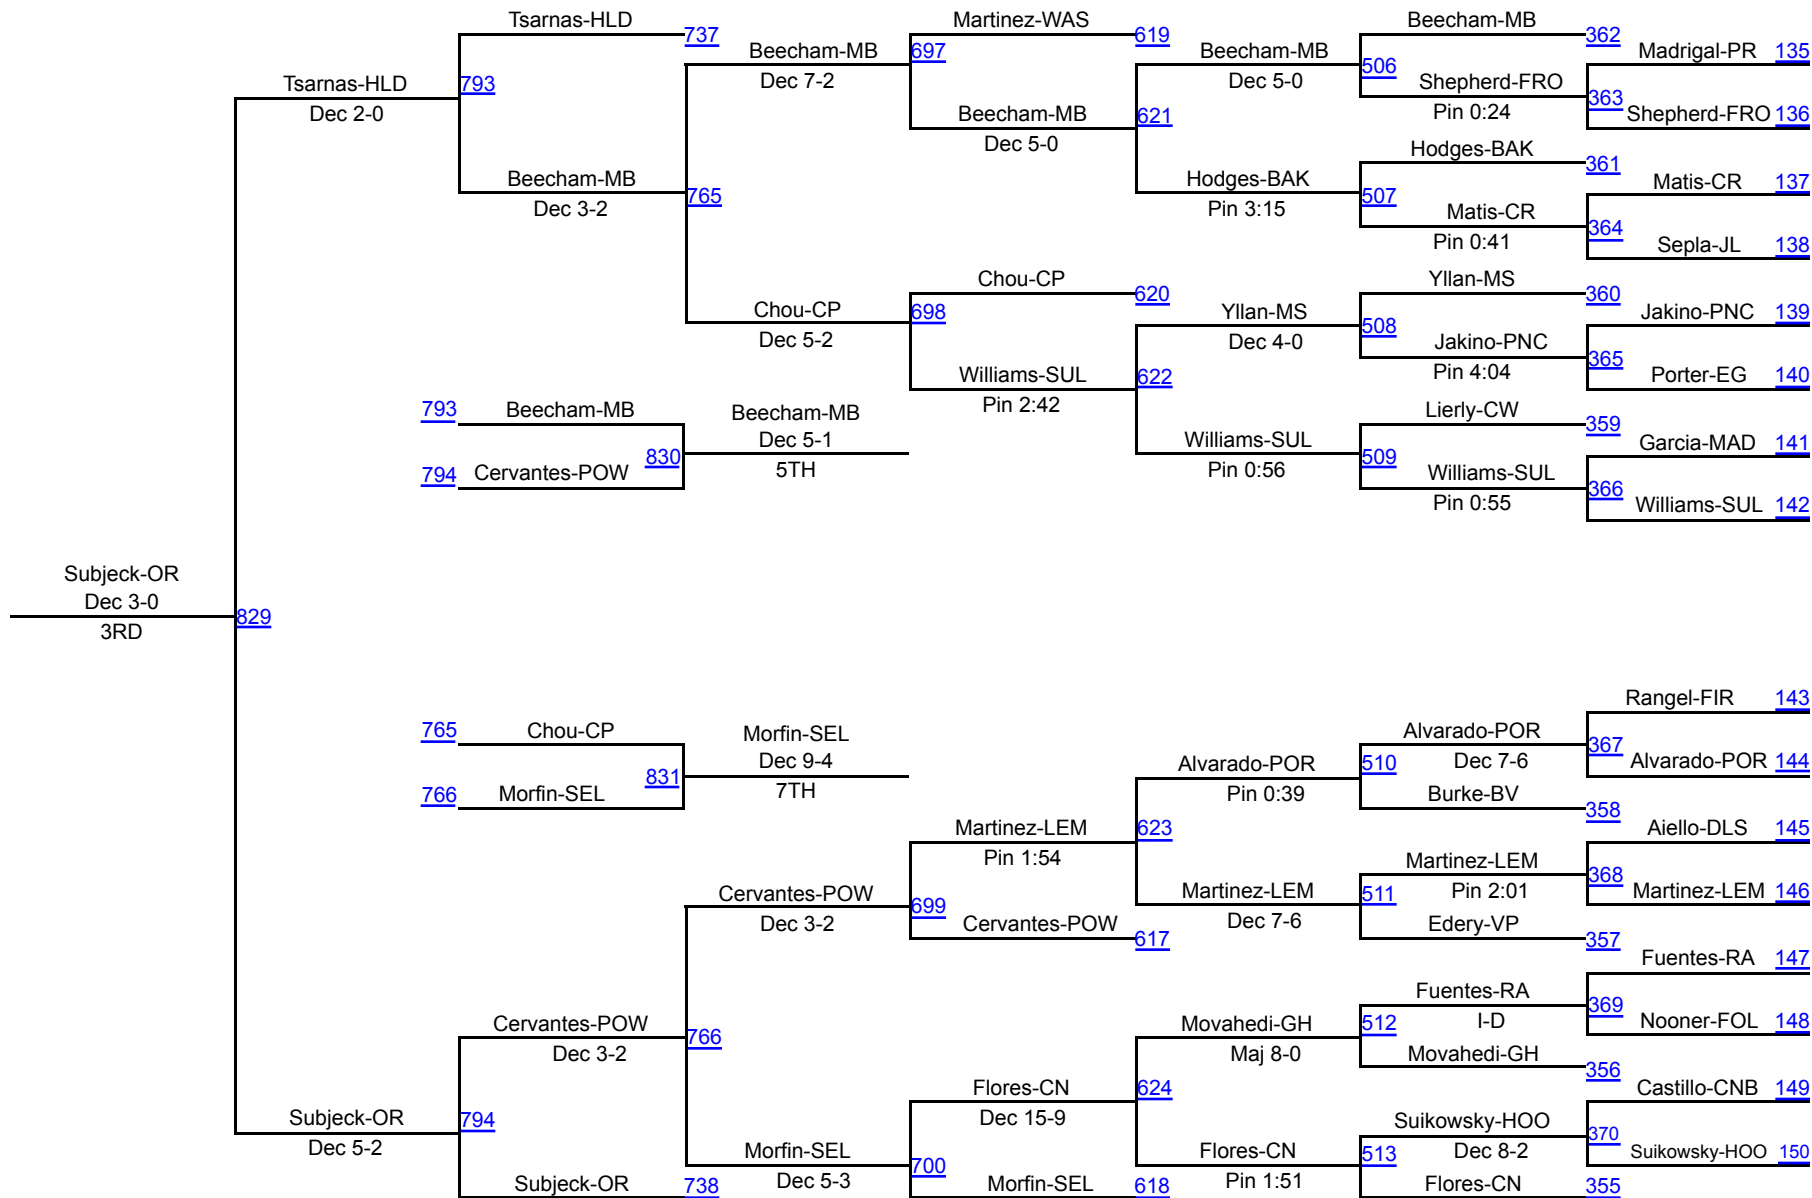 Tsarnas-HLD
737
Martinez-WAS
619
Beecham-MB
362
Beecham-MB
Dec 7-2
697
Beecham-MB
Dec 5-0
506
Madrigal-PR 135
Tsarnas-HLD
Dec 2-0
793
Shepherd-FRO
Pin 0:24
363
Shepherd-FRO 136
Beecham-MB
Dec 5-0
621
Hodges-BAK
361
Beecham-MB
Dec 3-2
765
Hodges-BAK
Pin 3:15
507
Matis-CR 137
Matis-CR
Pin 0:41
364
Sepla-JL 138
Chou-CP
620
Yllan-MS
360
Chou-CP
Dec 5-2
698
Yllan-MS
Dec 4-0
508
Jakino-PNC 139
Jakino-PNC
Pin 4:04
365
Porter-EG 140
Williams-SUL
Pin 2:42
622
793 Beecham-MB
Beecham-MB
Dec 5-1
5TH
830
794 Cervantes-POW
Lierly-CW
359
Williams-SUL
Pin 0:56
509
Garcia-MAD 141
Williams-SUL
Pin 0:55
366
Williams-SUL 142
Subjeck-OR
Dec 3-0
3RD
829
Rangel-FIR 143
765 Chou-CP
Morfin-SEL
Dec 9-4
7TH
831
766 Morfin-SEL
Alvarado-POR
Dec 7-6
367
Alvarado-POR 144
Alvarado-POR
Pin 0:39
510
Burke-BV
358
Martinez-LEM
Pin 1:54
623
Aiello-DLS 145
Martinez-LEM
Pin 2:01
368
Martinez-LEM 146
Cervantes-POW
Dec 3-2
699
Martinez-LEM
Dec 7-6
511
Cervantes-POW
617
Edery-VP
357
Fuentes-RA 147
Fuentes-RA
I-D
369
Nooner-FOL 148
Cervantes-POW
Dec 3-2
766
Movahedi-GH
Maj 8-0
512
Movahedi-GH
356
Flores-CN
Dec 15-9
624
Castillo-CNB 149
Subjeck-OR
Dec 5-2
794
Suikowsky-HOO
Dec 8-2
370
Suikowsky-HOO 150
Morfin-SEL
Dec 5-3
700
Flores-CN
Pin 1:51
513
Subjeck-OR
738
Morfin-SEL
618
Flores-CN
355